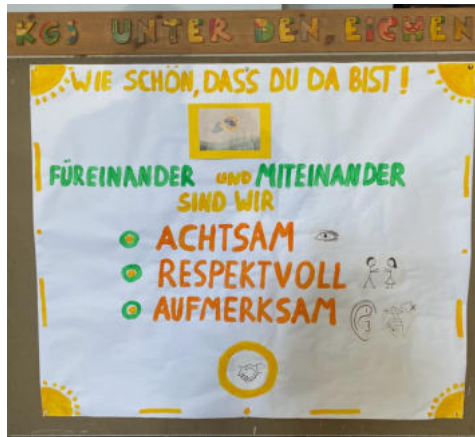 KGS UNTER DEN EICHEN
WIE SCHÖN, DASS DU DA BIST!
FÜREINANDER UND MITEINANDER
SIND WIR
ACHTSAM
RESPEKTVOLL
AUFMERKSAM